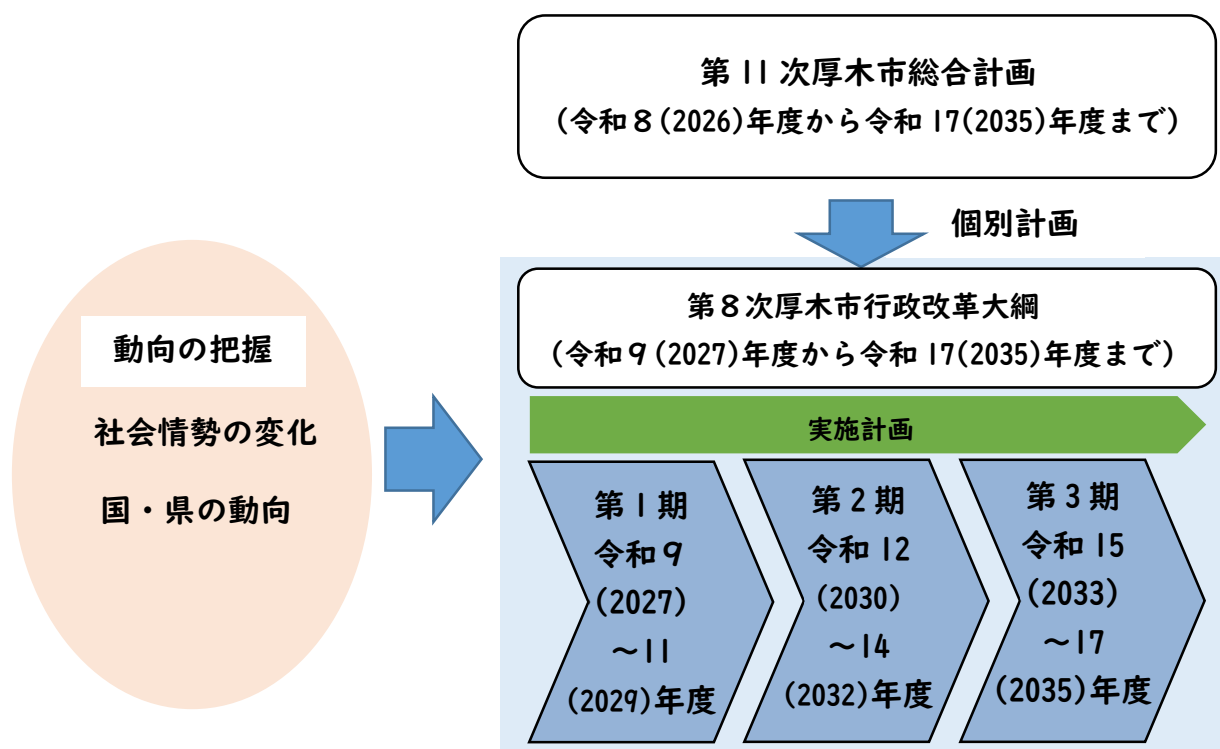 第11次厚木市総合計画
(令和8(2026)年度から令和17(2035)年度まで)
個別計画
第8次厚木市行政改革大綱
(令和9(2027)年度から令和17(2035)年度まで)
動向の把握
社会情勢の変化
国・県の動向
実施計画
第1期
令和9
(2027)
～11
(2029)年度
第2期
令和12
(2030)
～14
(2032)年度
第3期
令和15
(2033)
～17
(2035)年度